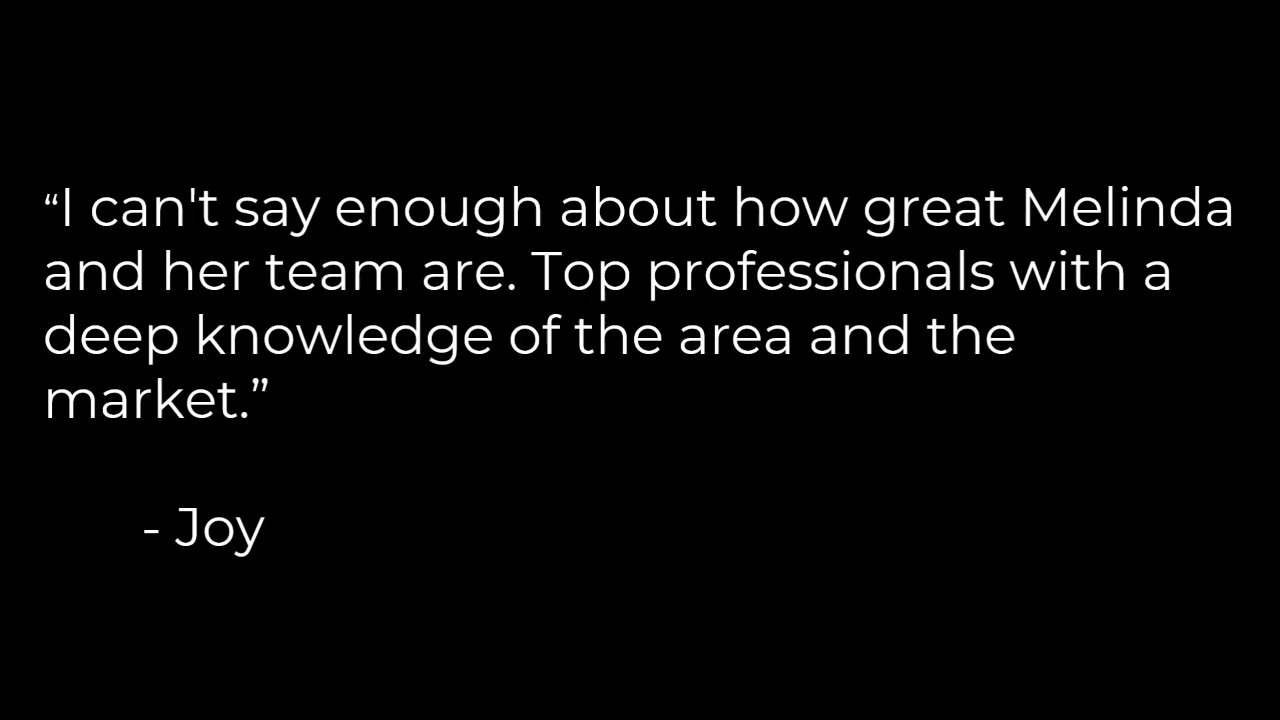 “I can't say enough about how great Melinda
and her team are. Top professionals with a
deep knowledge of the area and the
market.”
- Joy